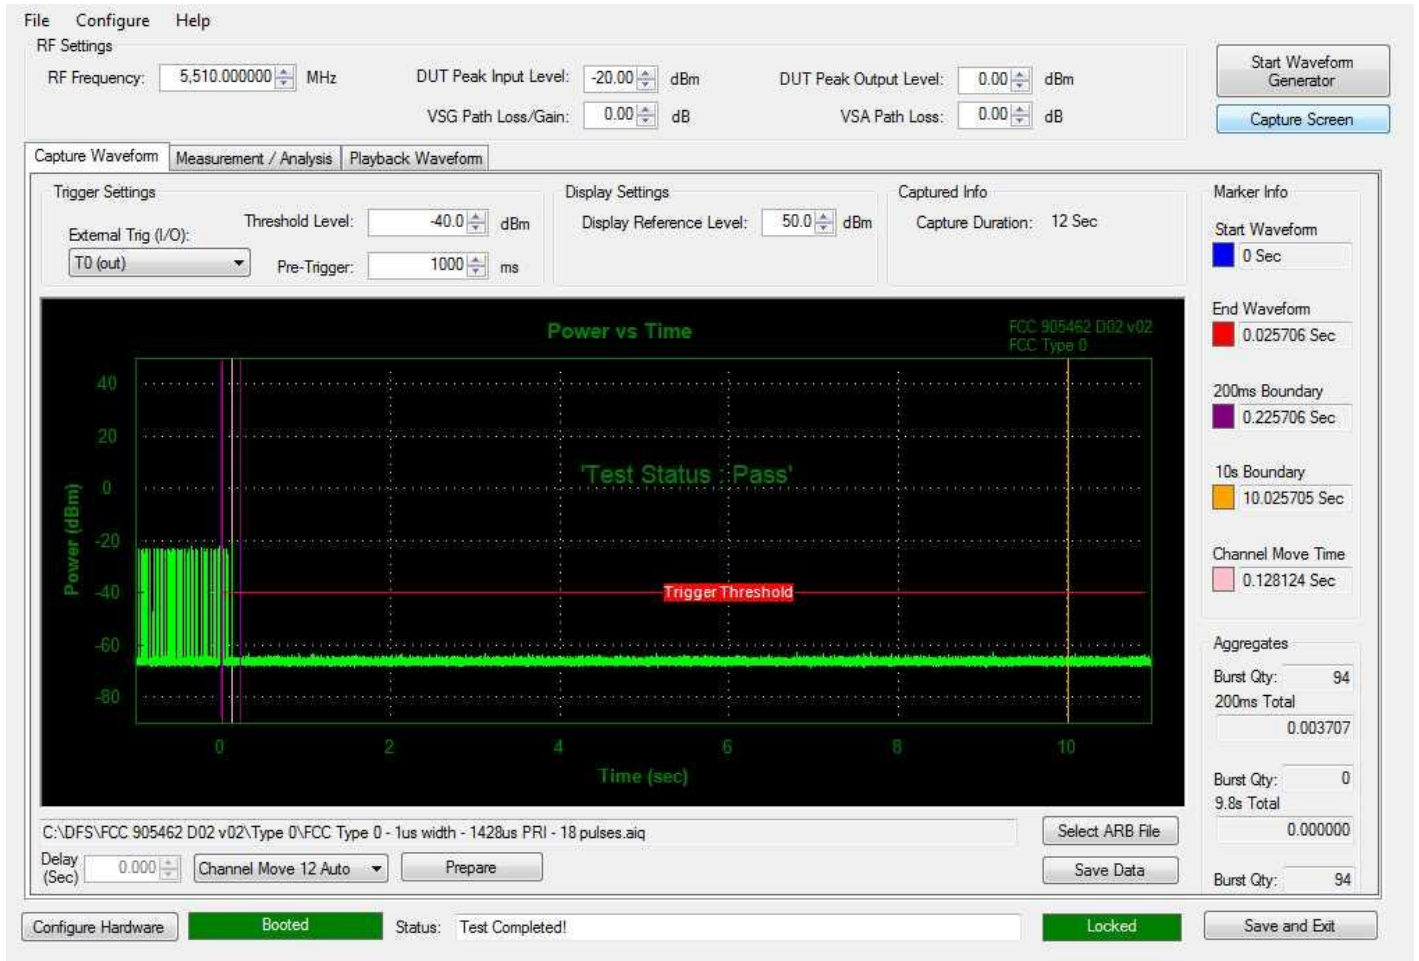 File Configure Help
RF Settings
RF Frequency: 5,510.000000 MHz DUT Peak Input Level: -20.00 dBm DUT Peak Output Level: 0.00 dBm
VSG Path Loss/Gain: 0.00 dB VSA Path Loss: 0.00 dB
Start Waveform
Generator
Capture Screen
Capture Waveform Measurement / Analysis Playback Waveform
Trigger Settings
External Trig (I/O):
T0 (out)
Threshold Level: -40.0 dBm
Pre-Trigger: 1000 ms
Display Settings
Display Reference Level: 50.0 dBm
Captured Info
Capture Duration: 12 Sec
Power vs Time
FCC 905462 D02 v02
FCC Type 0
40
20
0
-20
-40
-60
-80
Power (dBm)
'Test Status : Pass'
Trigger Threshold
0 2 4 6 8 10
Time (sec)
Marker Info
Start Waveform
0 Sec
End Waveform
0.025706 Sec
200ms Boundary
0.225706 Sec
10s Boundary
10.025705 Sec
Channel Move Time
0.128124 Sec
Aggregates
Burst Qty: 94
200ms Total
0.003707
Burst Qty: 0
9.8s Total
0.000000
Burst Qty: 94
C:\DFS\FCC 905462 D02 v02\Type 0\FCC Type 0 - 1us width - 1428us PRI - 18 pulses.aiq
Select ARB File
Delay
(Sec) 0.000 Channel Move 12 Auto Prepare
Save Data
Configure Hardware Booted Status: Test Completed! Locked Save and Exit